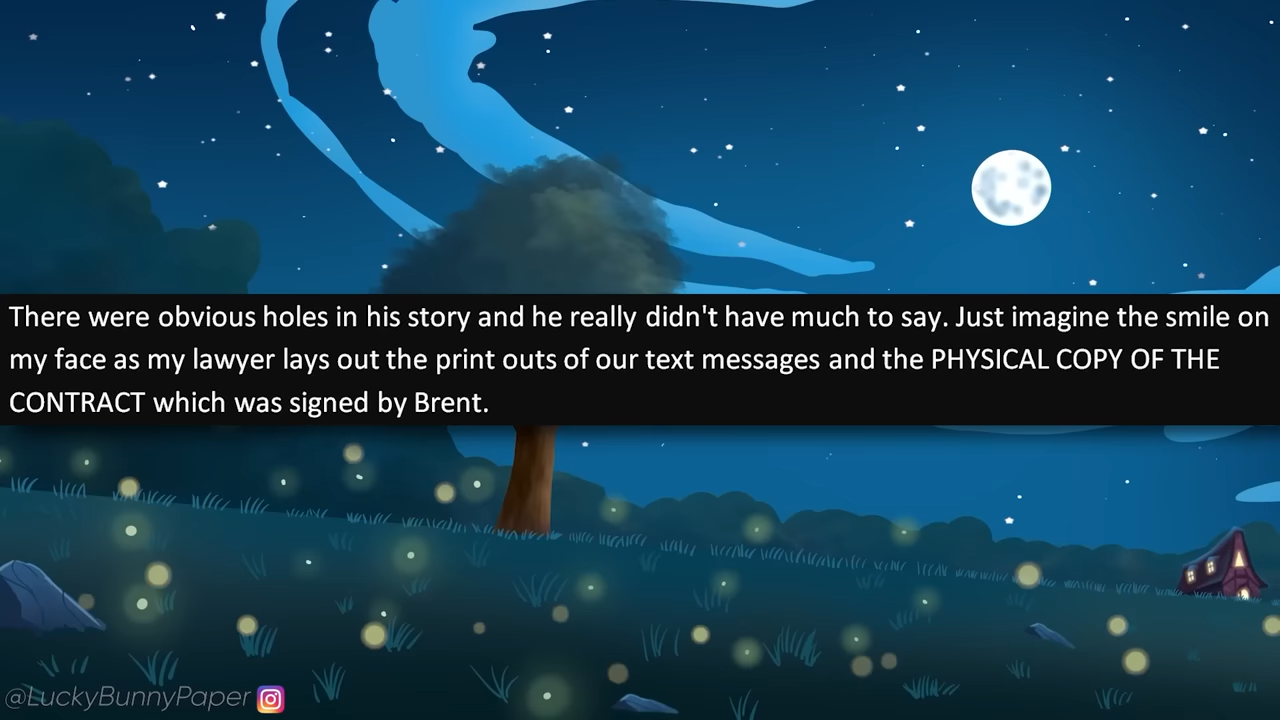 There were obvious holes in his story and he really didn't have much to say. Just imagine the smile on
my face as my lawyer lays out the print outs of our text messages and the PHYSICAL COPY OF THE
CONTRACT which was signed by Brent.
@LuckyBunnyPaper